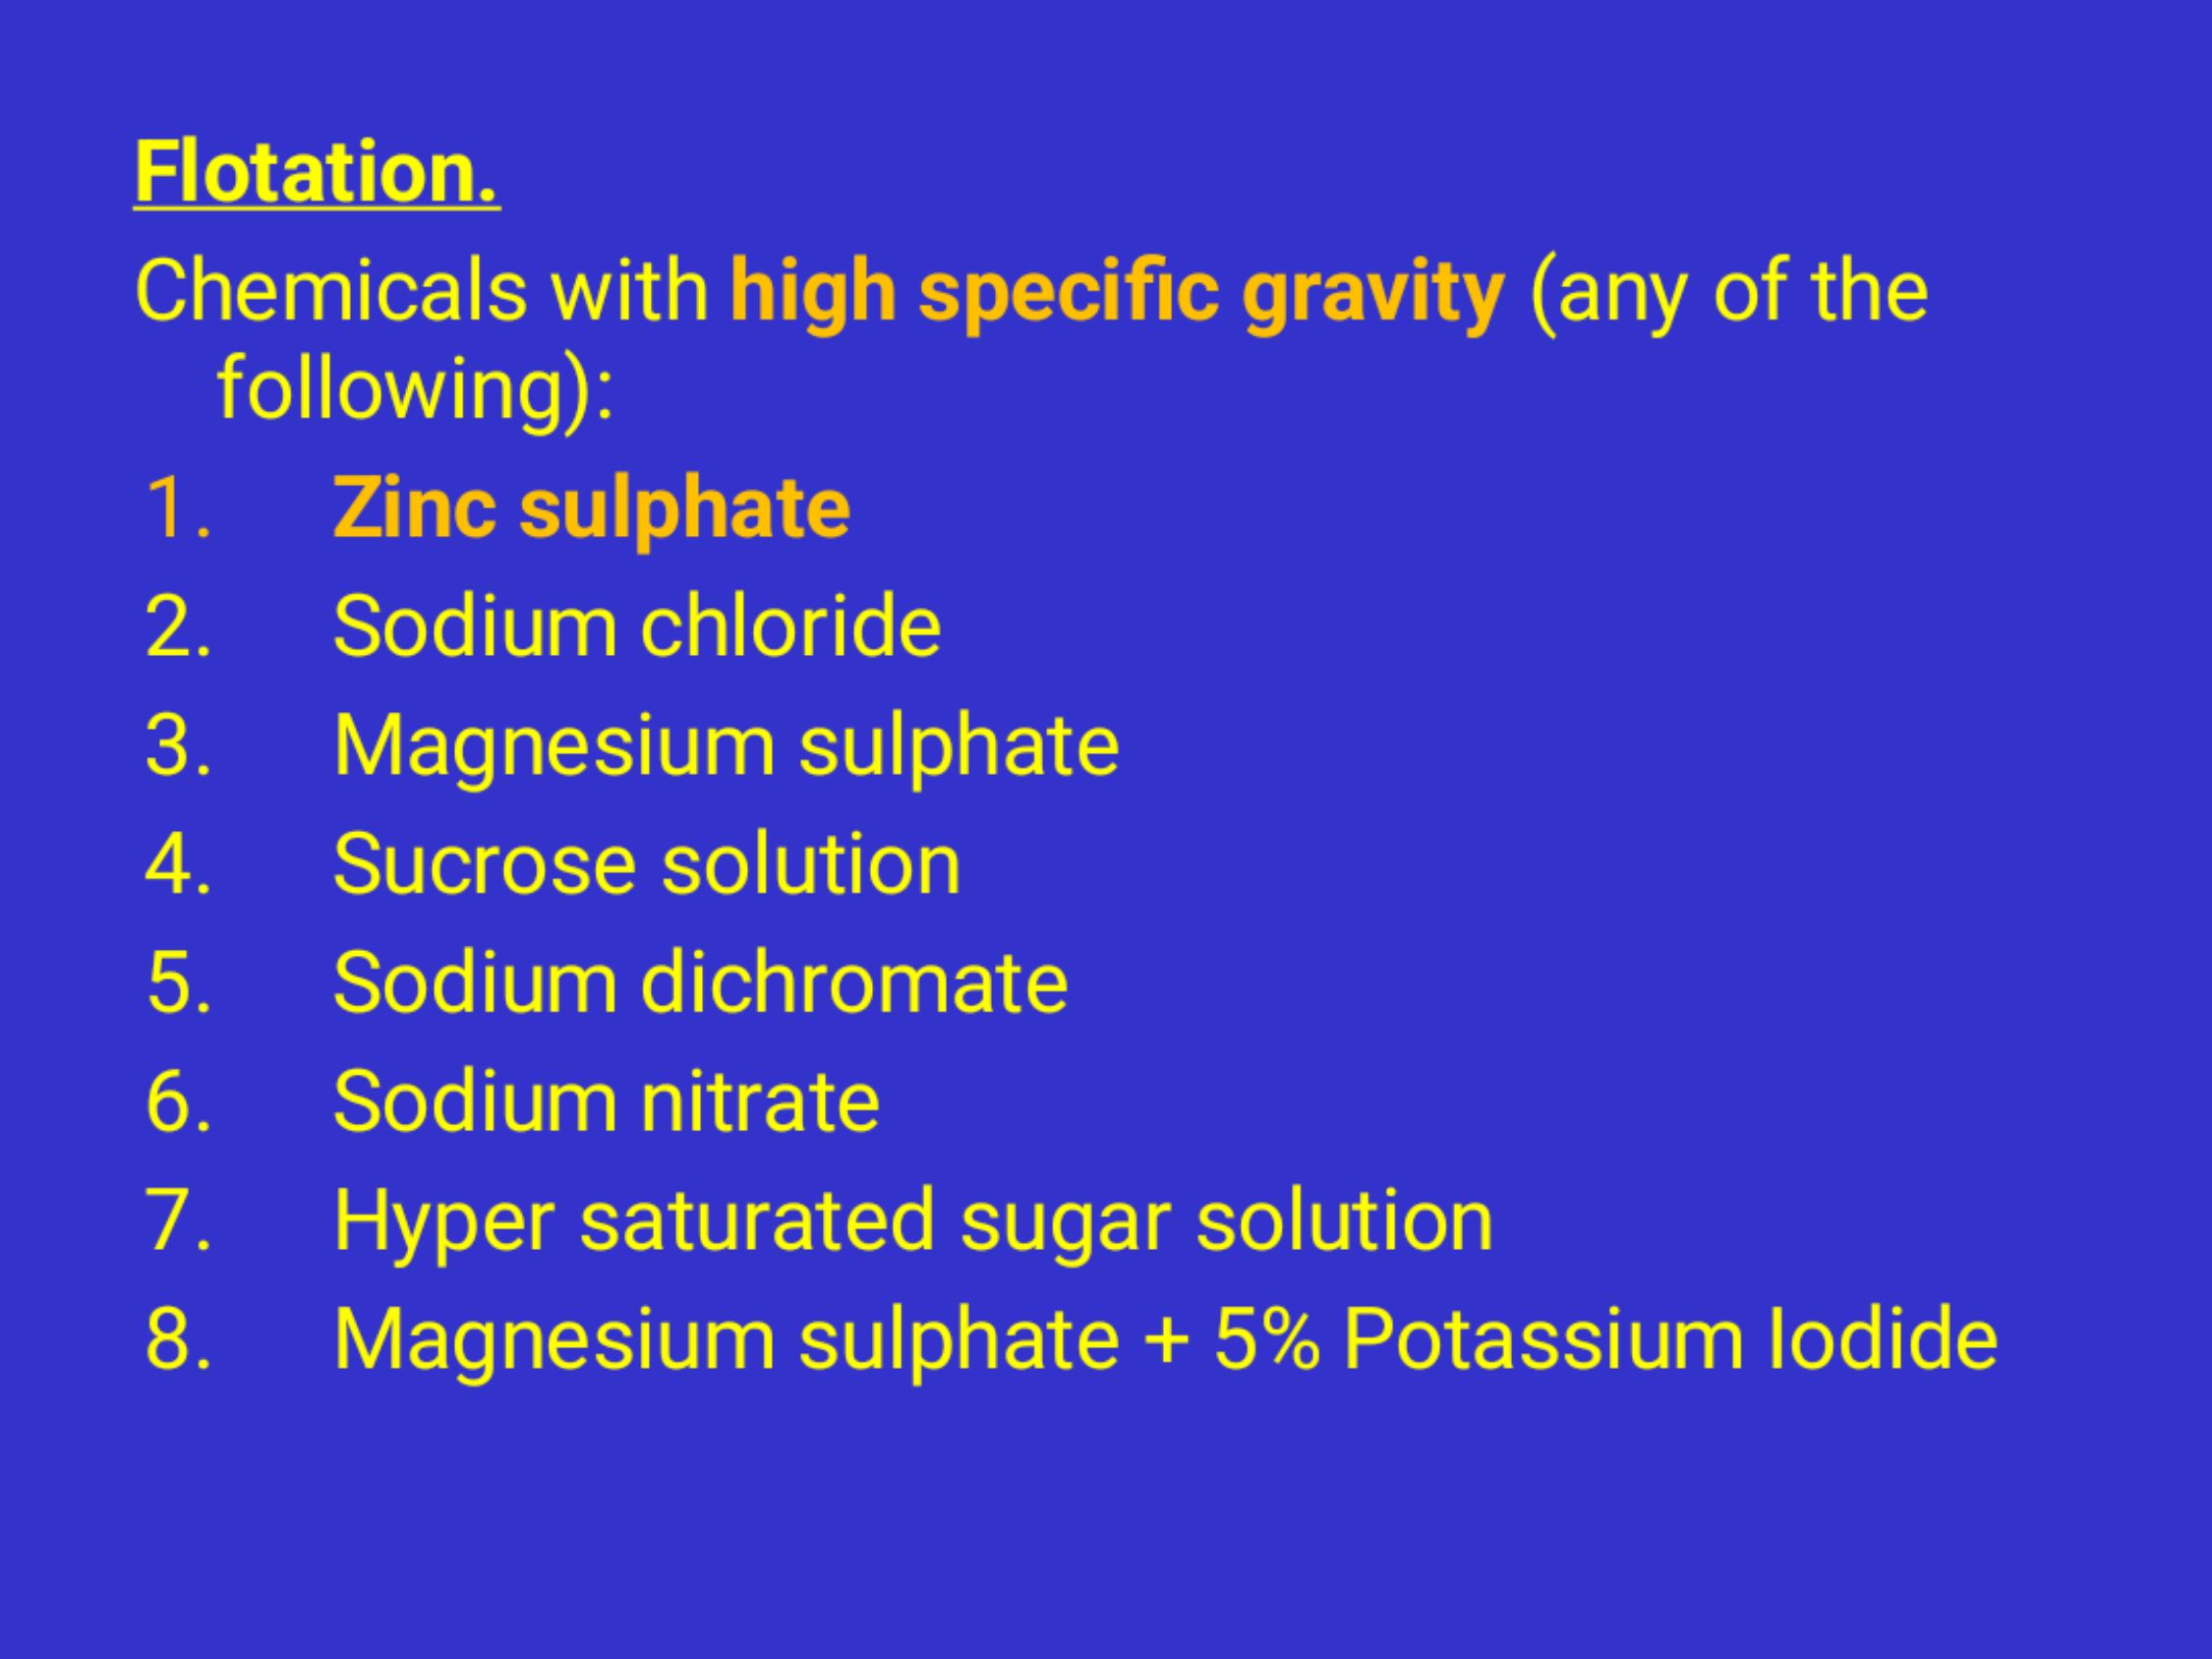 Flotation.
Chemicals with high specific gravity (any of the
following):
1. Zinc sulphate
2. Sodium chloride
3. Magnesium sulphate
4. Sucrose solution
5. Sodium dichromate
6. Sodium nitrate
7. Hyper saturated sugar solution
8. Magnesium sulphate + 5% Potassium Iodide